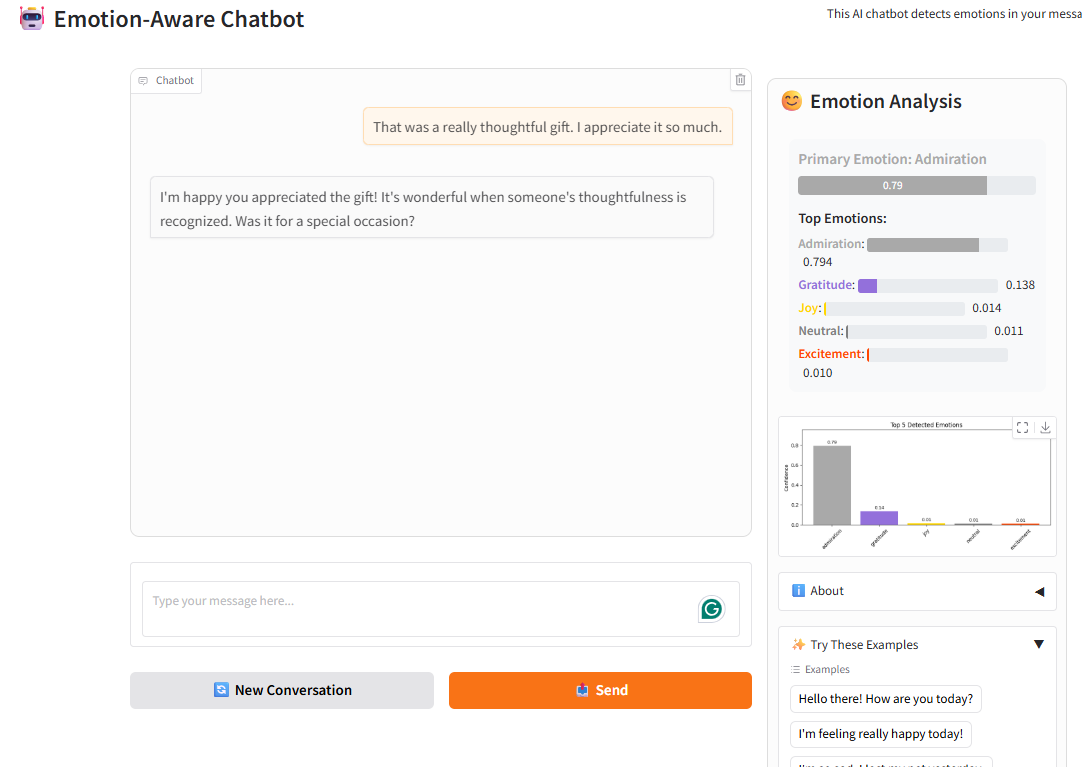 Emotion-Aware Chatbot
This AI chatbot detects emotions in your messa
Chatbot
That was a really thoughtful gift. I appreciate it so much.
I'm happy you appreciated the gift! It's wonderful when someone's thoughtfulness is
recognized. Was it for a special occasion?
Type your message here...
New Conversation
Send
Emotion Analysis
Primary Emotion: Admiration
0.79
Top Emotions:
Admiration:
0.794
Gratitude: 0.138
Joy: 0.014
Neutral: 0.011
Excitement:
0.010
Top 5 Detected Emotions
Confidence
0.8
0.6
0.4
0.2
0.0
0.79
0.14
0.01
0.01
0.01
admiration
gratitude
joy
neutral
excitement
About
Try These Examples
Examples
Hello there! How are you today?
I'm feeling really happy today!
I'm so sad. I lost my pet yesterday